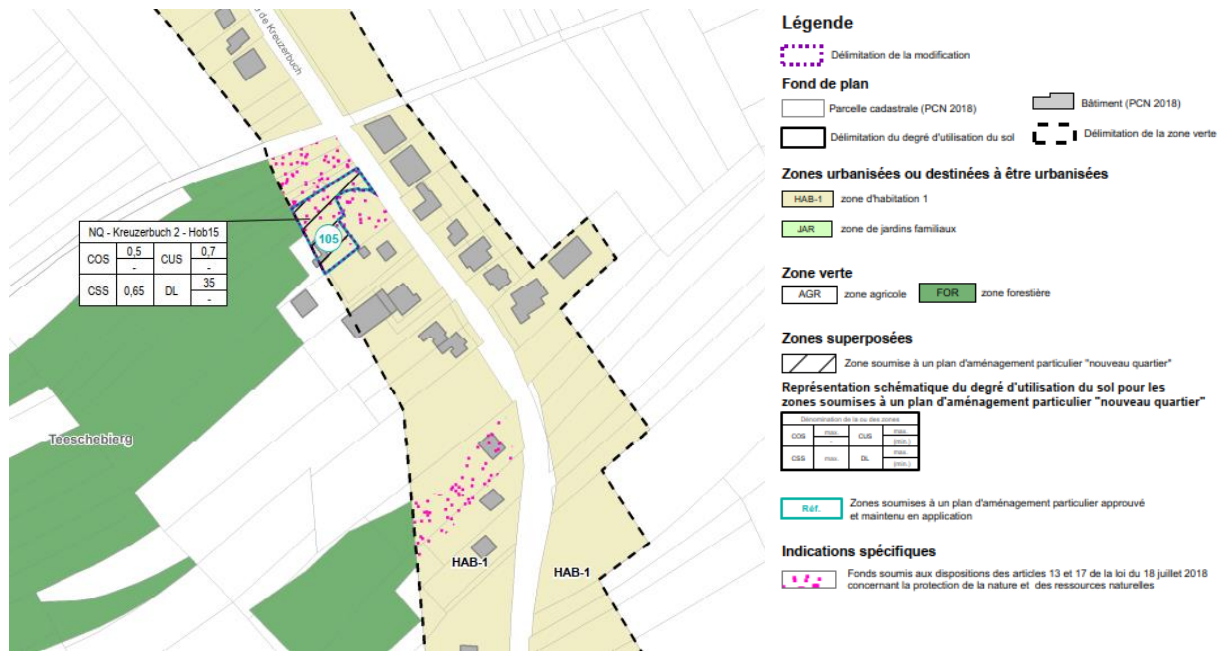 de Kreuzerbuch
NQ - Kreuzerbuch 2 - Hob15
COS 0,5 CUS 0,7
- -
CSS 0,65 DL 35
-
105
Teeschebierg
HAB-1
HAB-1
Légende
Délimitation de la modification
Fond de plan
Parcelle cadastrale (PCN 2018)
Bâtiment (PCN 2018)
Délimitation du degré d'utilisation du sol
Délimitation de la zone verte
Zones urbanisées ou destinées à être urbanisées
HAB-1 zone d'habitation 1
JAR zone de jardins familiaux
Zone verte
AGR zone agricole FOR zone forestière
Zones superposées
Zone soumise à un plan d'aménagement particulier "nouveau quartier"
Représentation schématique du degré d'utilisation du sol pour les
zones soumises à un plan d'aménagement particulier "nouveau quartier"
Dénomination de la ou des zones
COS max. CUS max.
- (min.)
CSS max. DL max.
(min.)
Réf. Zones soumises à un plan d'aménagement particulier approuvé
et maintenu en application
Indications spécifiques
Fonds soumis aux dispositions des articles 13 et 17 de la loi du 18 juillet 2018
concernant la protection de la nature et des ressources naturelles